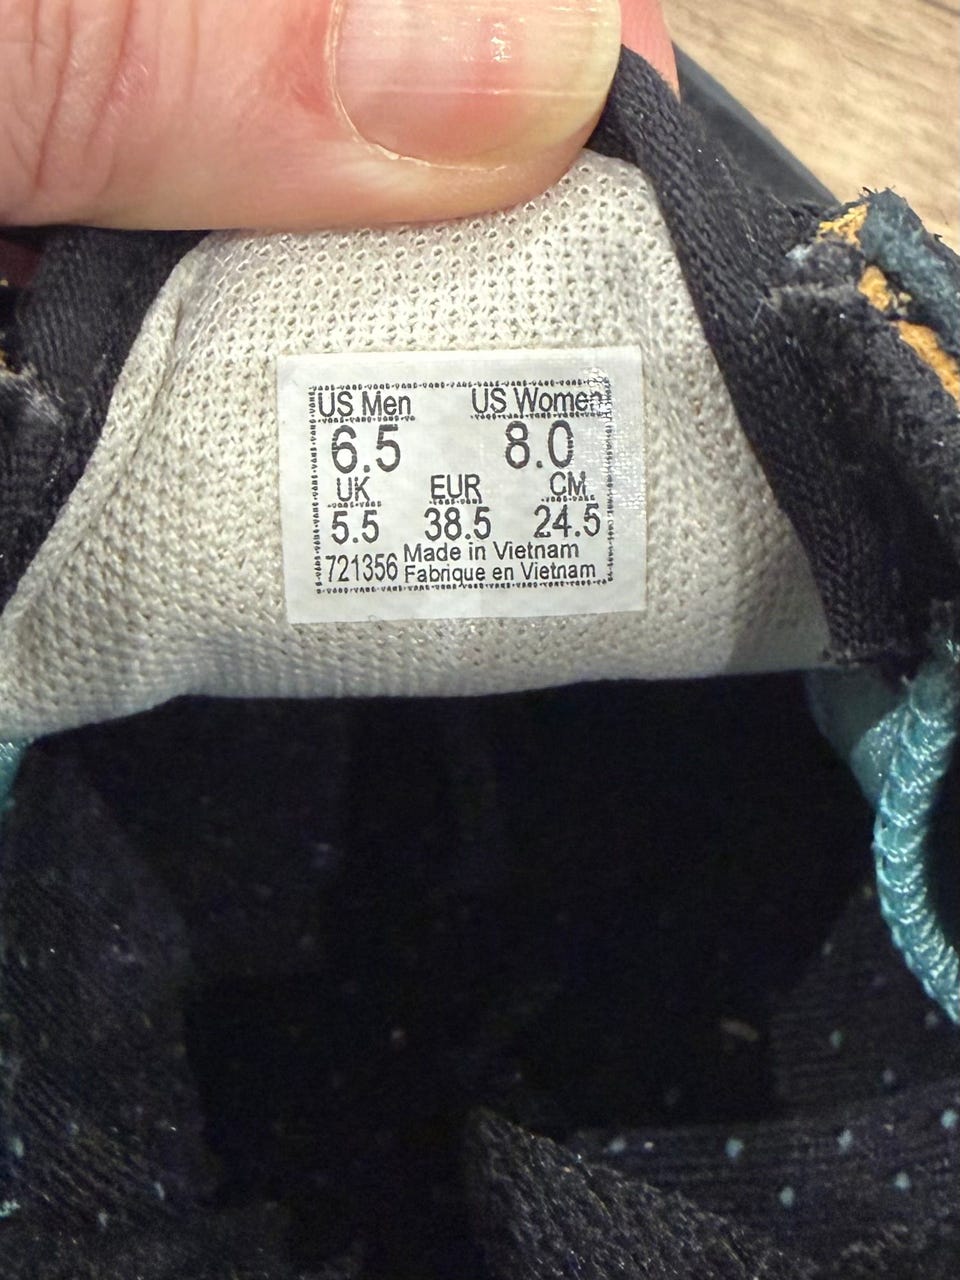 US Men US Women
6.5 8.0
UK EUR CM
5.5 38.5 24.5
Made in Vietnam
721356 Fabrique en Vietnam